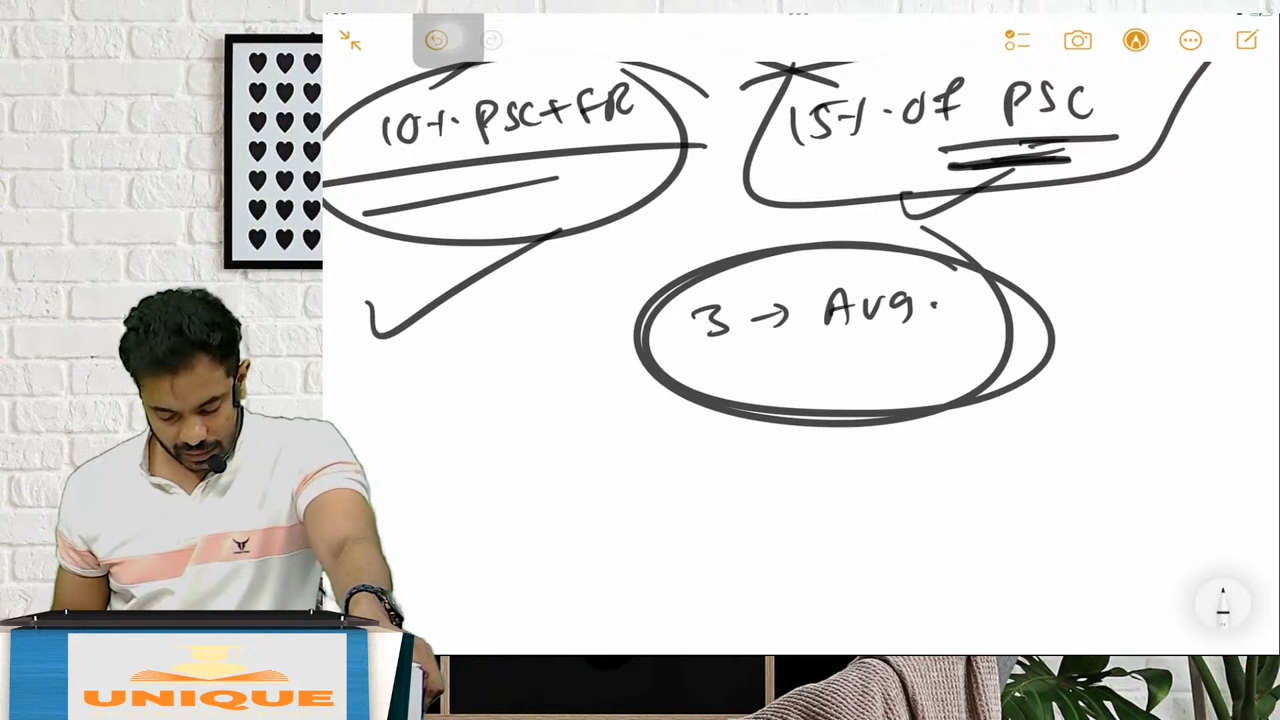 10%. PSC + FR
15%. of PSC
3 → Avg.
UNIQUE